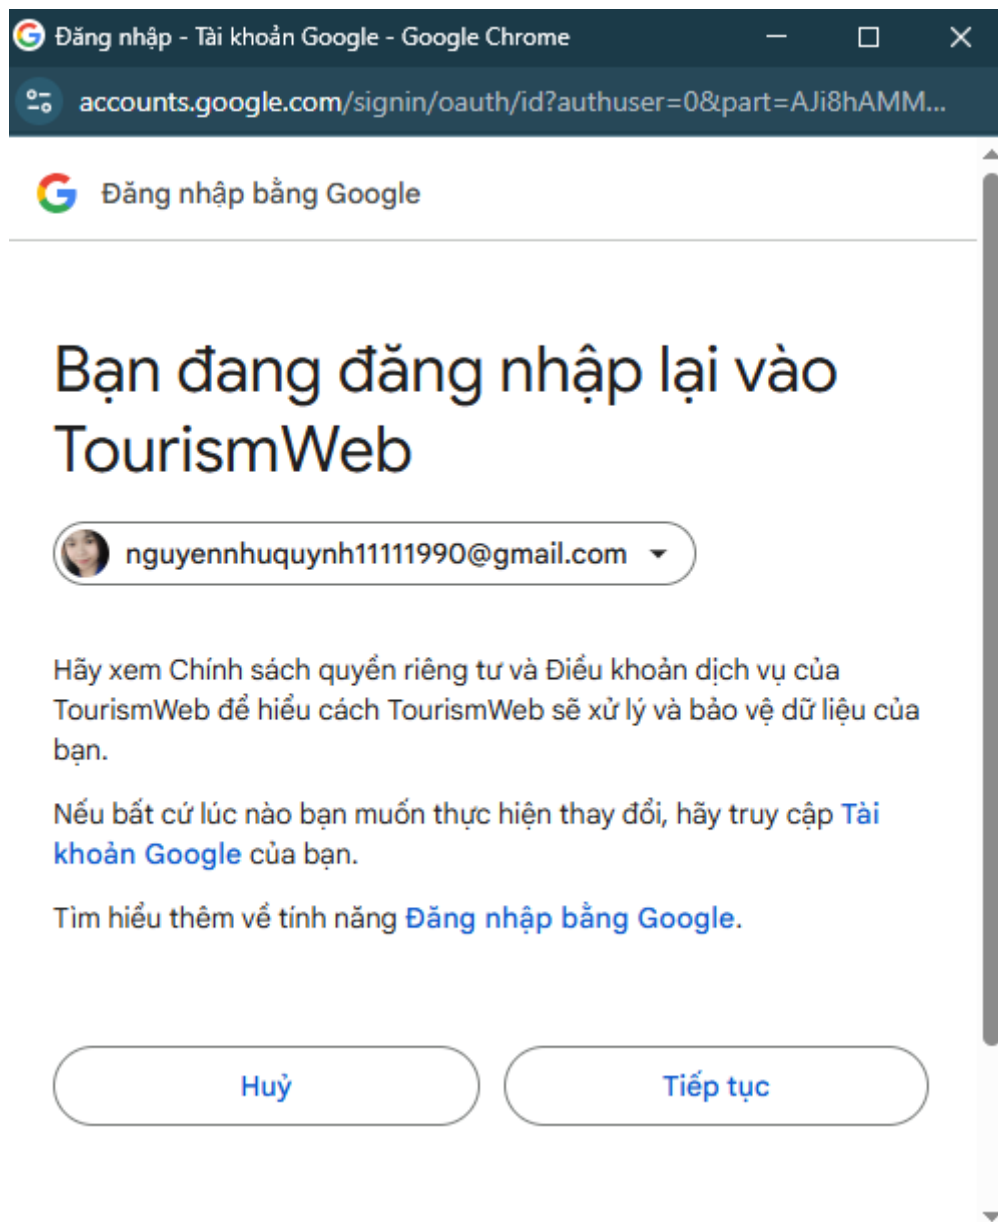 Đăng nhập - Tài khoản Google - Google Chrome
accounts.google.com/signin/oauth/id?authuser=0&part=AJi8hAMM...
Đăng nhập bằng Google
Bạn đang đăng nhập lại vào
TourismWeb
nguyennhuquynh11111990@gmail.com
Hãy xem Chính sách quyền riêng tư và Điều khoản dịch vụ của
TourismWeb để hiểu cách TourismWeb sẽ xử lý và bảo vệ dữ liệu của
bạn.
Nếu bất cứ lúc nào bạn muốn thực hiện thay đổi, hãy truy cập Tài
khoản Google của bạn.
Tìm hiểu thêm về tính năng Đăng nhập bằng Google.
Huỷ
Tiếp tục